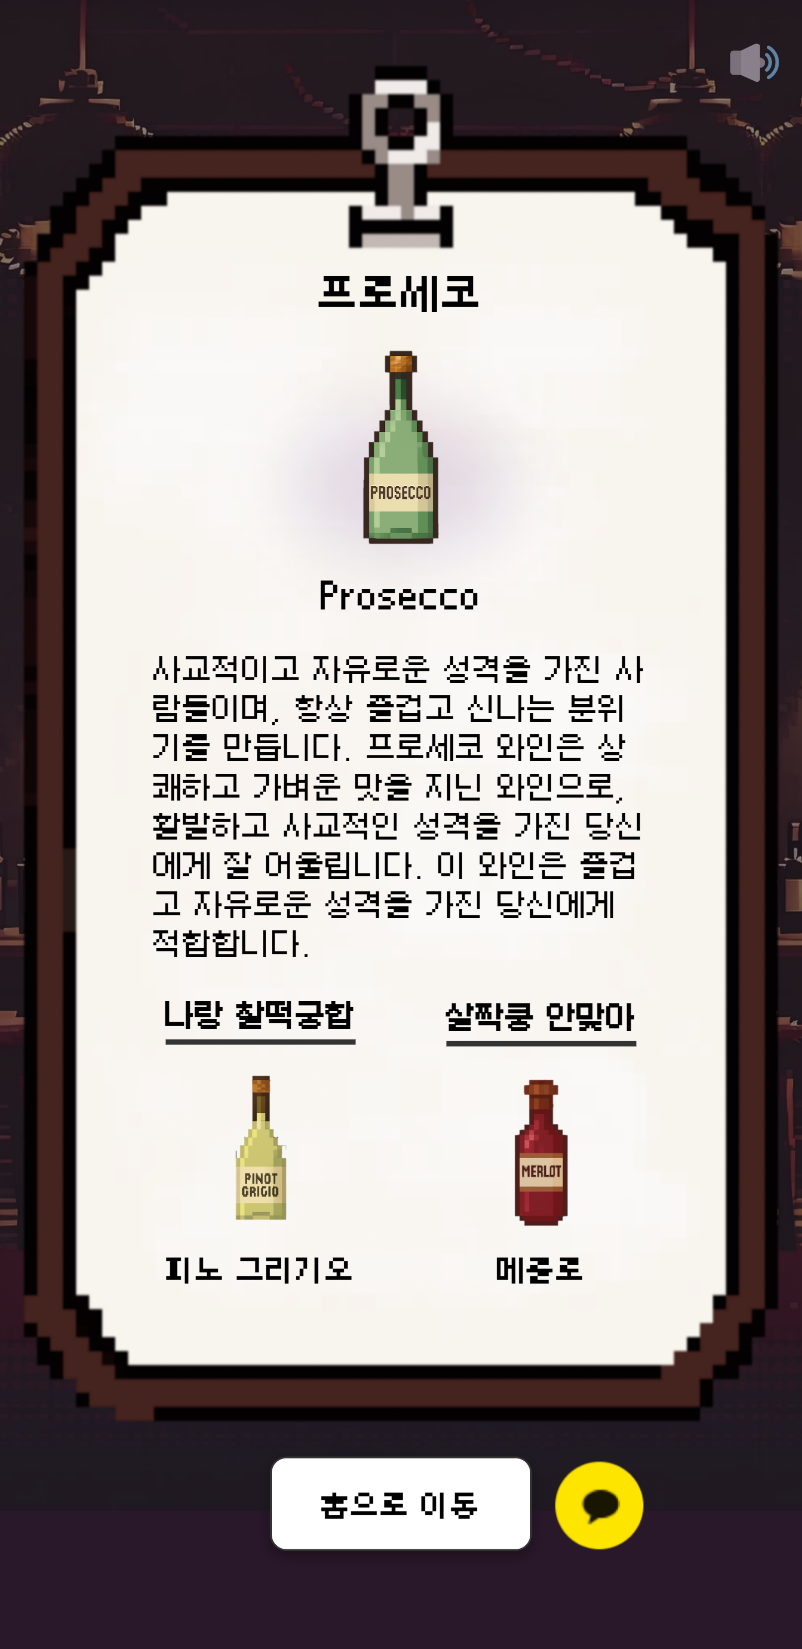 프로세코
PROSECCO
Prosecco
사교적이고 자유로운 성격을 가진 사
람들이며, 항상 즐겁고 신나는 분위
기를 만듭니다. 프로세코 와인은 상
쾌하고 가벼운 맛을 지닌 와인으로,
활발하고 사교적인 성격을 가진 당신
에게 잘 어울립니다. 이 와인은 즐겁
고 자유로운 성격을 가진 당신에게
적합합니다.
나랑 찰떡궁합
살짝쿵 안맞아
PINOT
GRIGIO
MERLOT
피노 그리기오
메를로
홈으로 이동